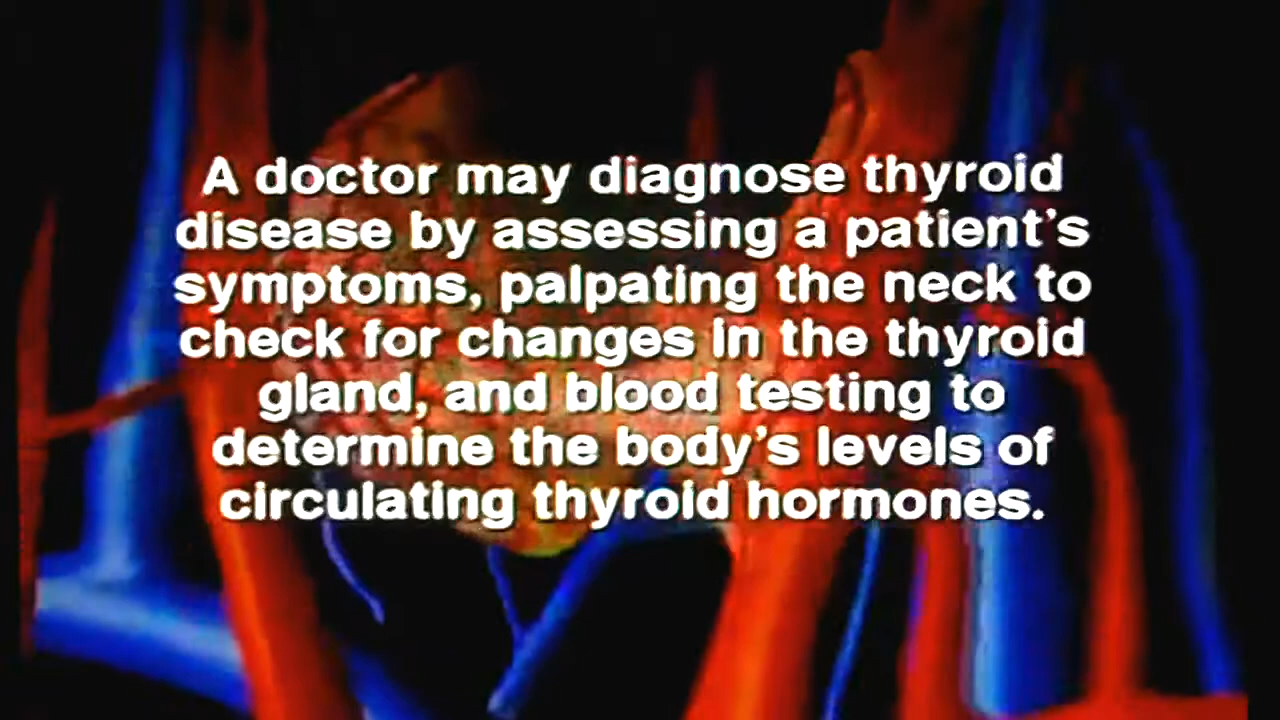 A doctor may diagnose thyroid
disease by assessing a patient’s
symptoms, palpating the neck to
check for changes in the thyroid
gland, and blood testing to
determine the body’s levels of
circulating thyroid hormones.